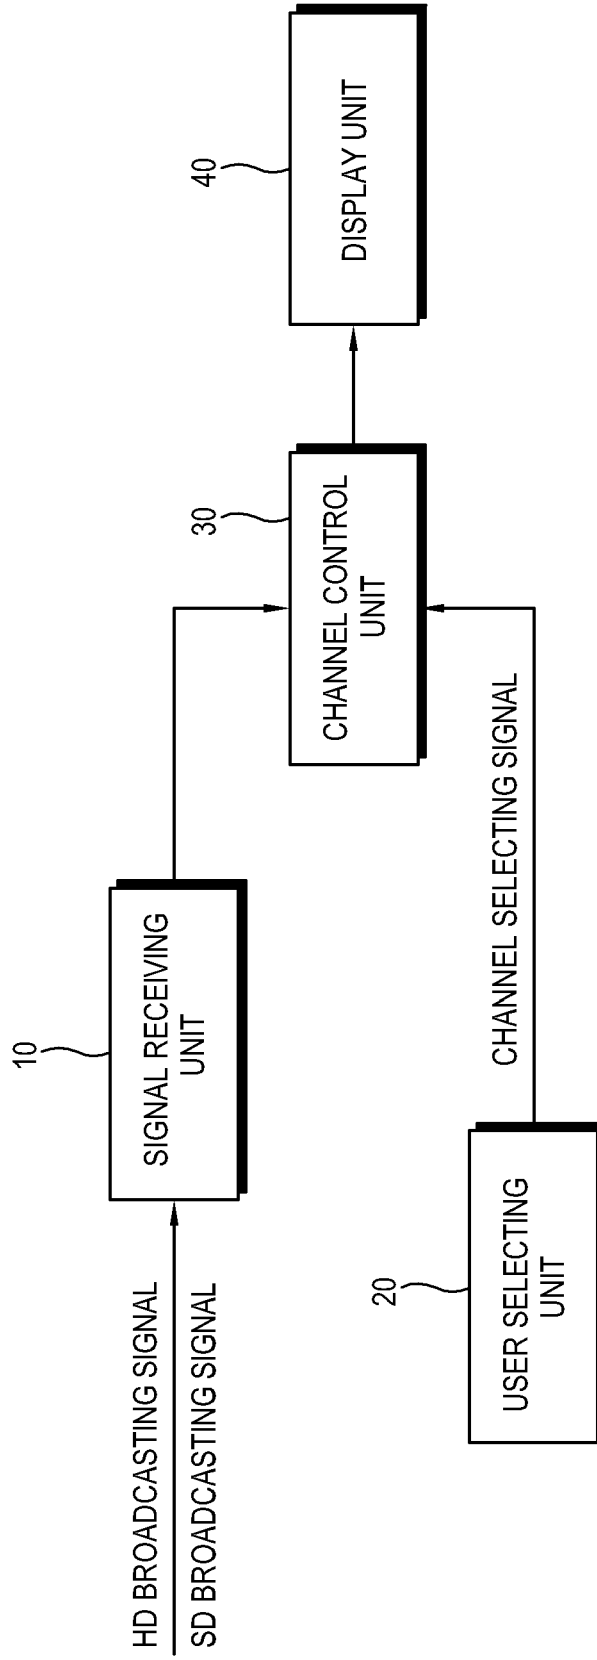 HD BROADCASTING SIGNAL
SD BROADCASTING SIGNAL
10
SIGNAL RECEIVING
UNIT
20
USER SELECTING
UNIT
CHANNEL SELECTING SIGNAL
30
CHANNEL CONTROL
UNIT
40
DISPLAY UNIT